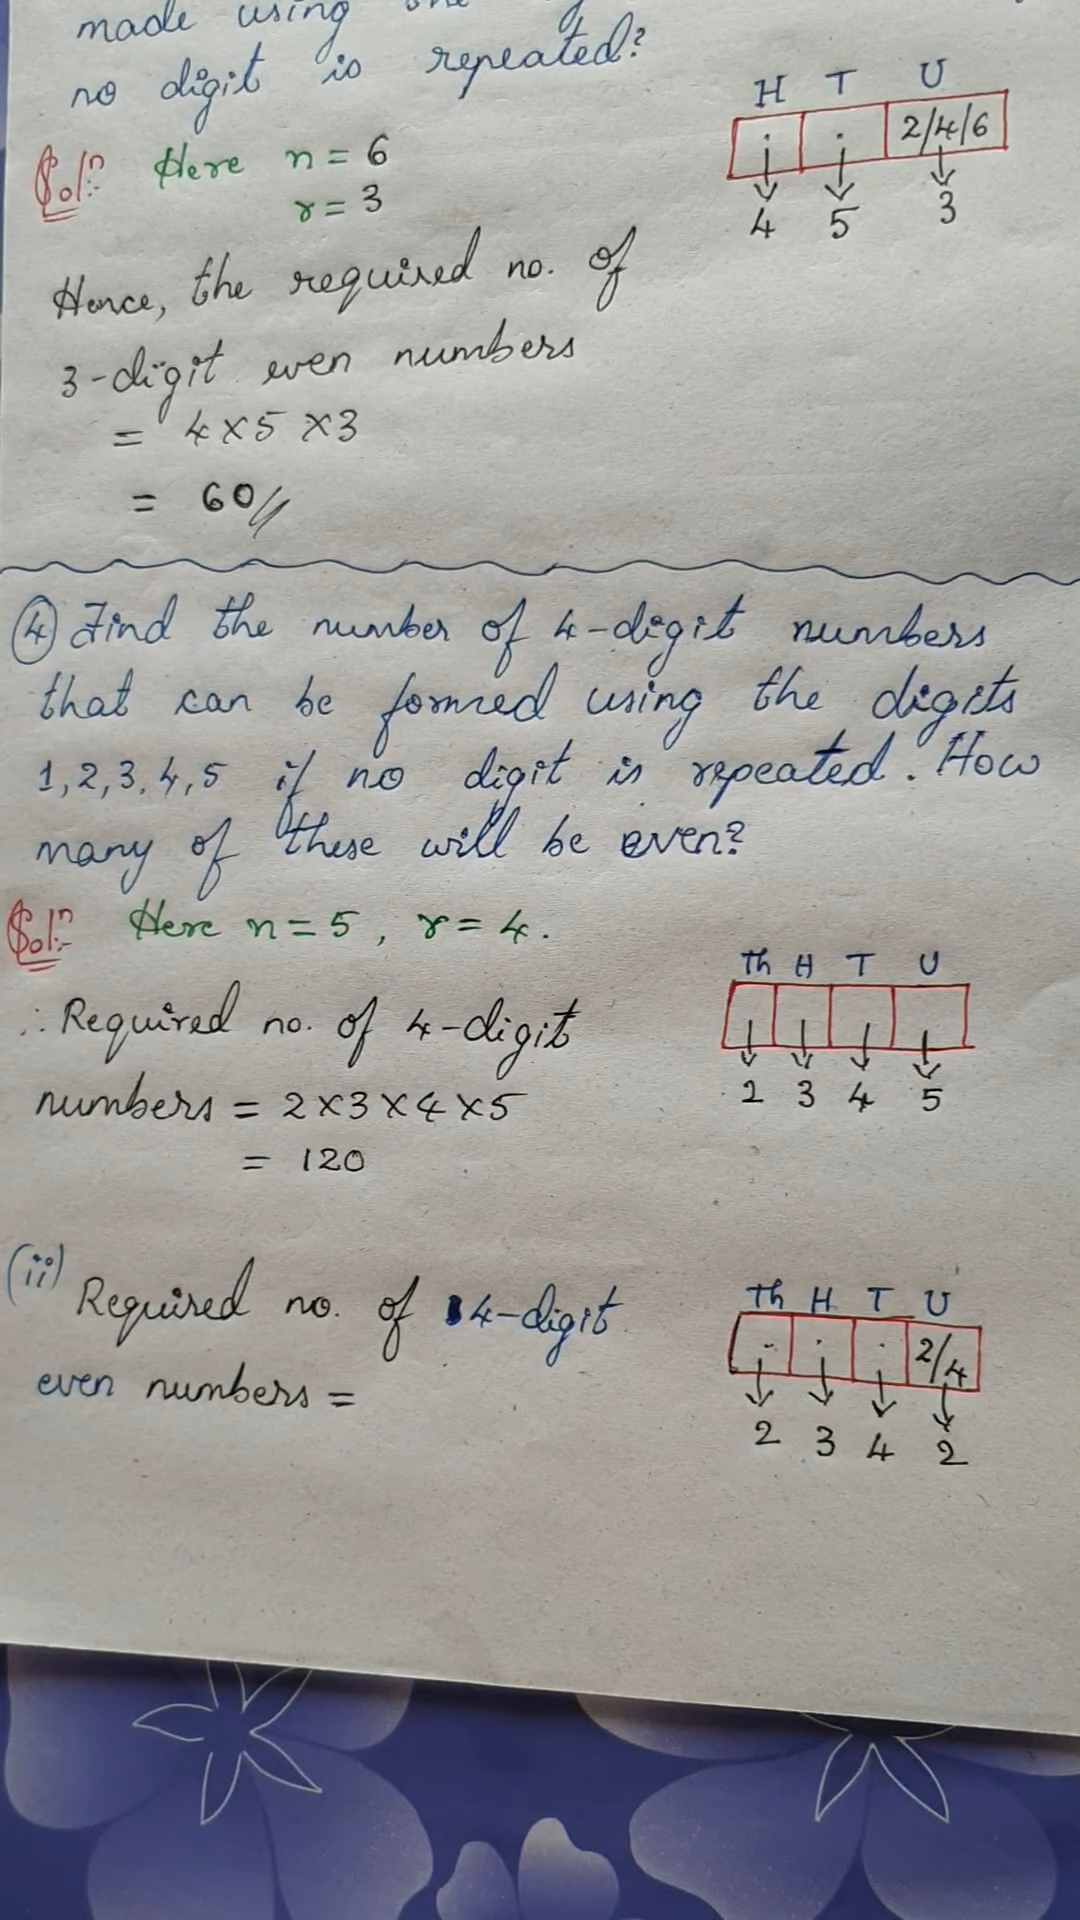 made using
no digit is repeated?
H T U
2/4/6
4 5 3
Solⁿ:- Here n = 6
r = 3
Hence, the required no. of
3-digit even numbers
= 4 × 5 × 3
= 60//
④ Find the number of 4-digit numbers
that can be formed using the digits
1, 2, 3, 4, 5 if no digit is repeated. How
many of these will be even?
Solⁿ:- Here n = 5, r = 4.
Th H T U
2 3 4 5
∴ Required no. of 4-digit
numbers = 2 × 3 × 4 × 5
= 120
(ii) Required no. of 4-digit
even numbers =
Th H T U
2/4
2 3 4 2